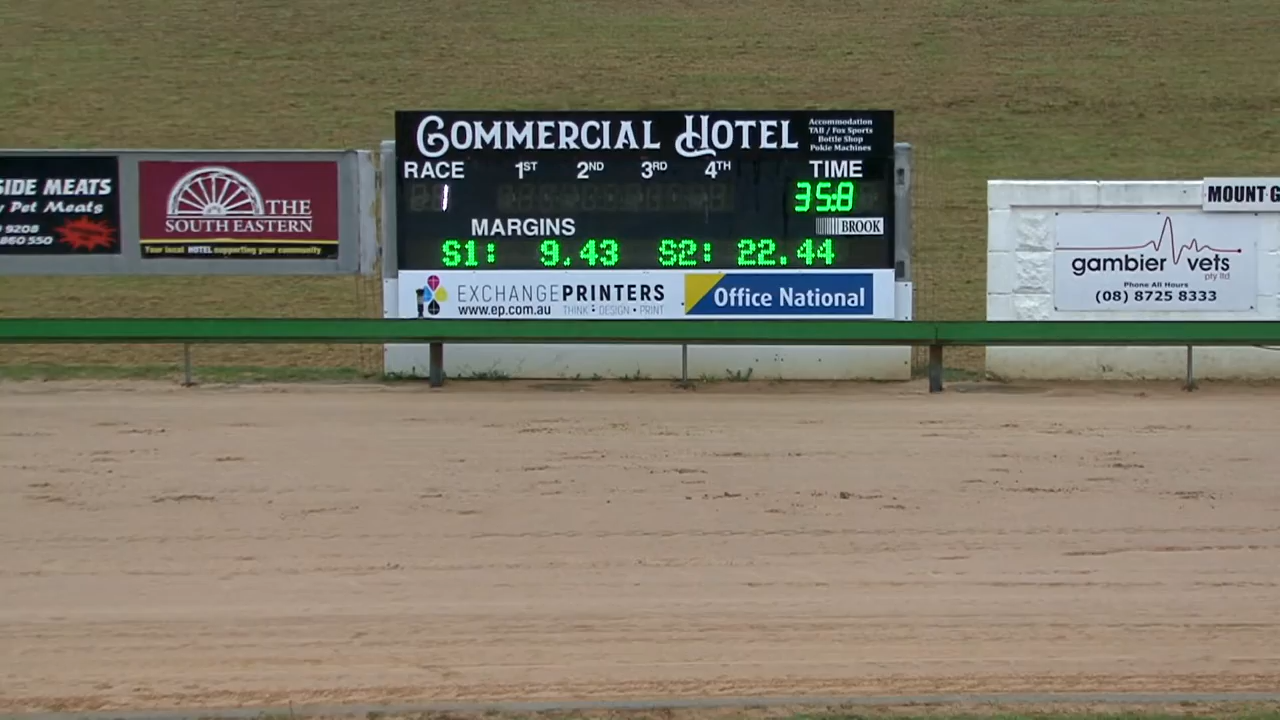 COMMERCIAL HOTEL
Accommodation
TAB / Fox Sports
Bottle Shop
Pokie Machines
RACE 1ST 2ND 3RD 4TH TIME
1 35.8
MARGINS BROOK
S1: 9.43 S2: 22.44
EXCHANGEPRINTERS
www.ep.com.au THINK • DESIGN • PRINT
Office National
SIDE MEATS
Pet Meats
9208
860 550
THE
SOUTH EASTERN
Your local HOTEL supporting your community
MOUNT G
gambier vets
pty ltd
Phone All Hours
(08) 8725 8333